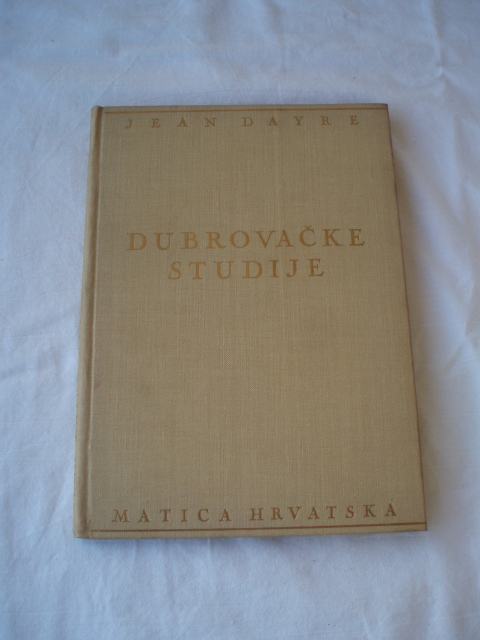 JEAN DAYRE
DUBROVAČKE
STUDIJE
MATICA HRVATSKA